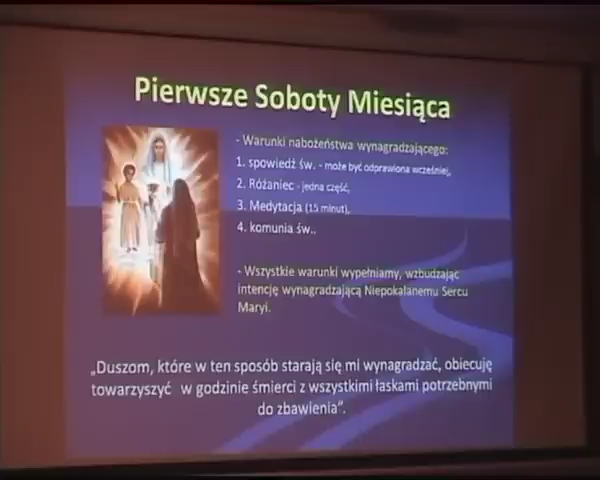 Pierwsze Soboty Miesiąca
- Warunki nabożeństwa wynagradzającego:
1. spowiedź św. - może być odprawiona wcześniej,
2. Różaniec - jedna część,
3. Medytacja (15 minut),
4. komunia św..
- Wszystkie warunki wypełniamy, wzbudzając
intencję wynagradzającą Niepokalanemu Sercu
Maryi.
„Duszom, które w ten sposób starają się mi wynagradzać, obiecuję
towarzyszyć w godzinie śmierci z wszystkimi łaskami potrzebnymi
do zbawienia”.